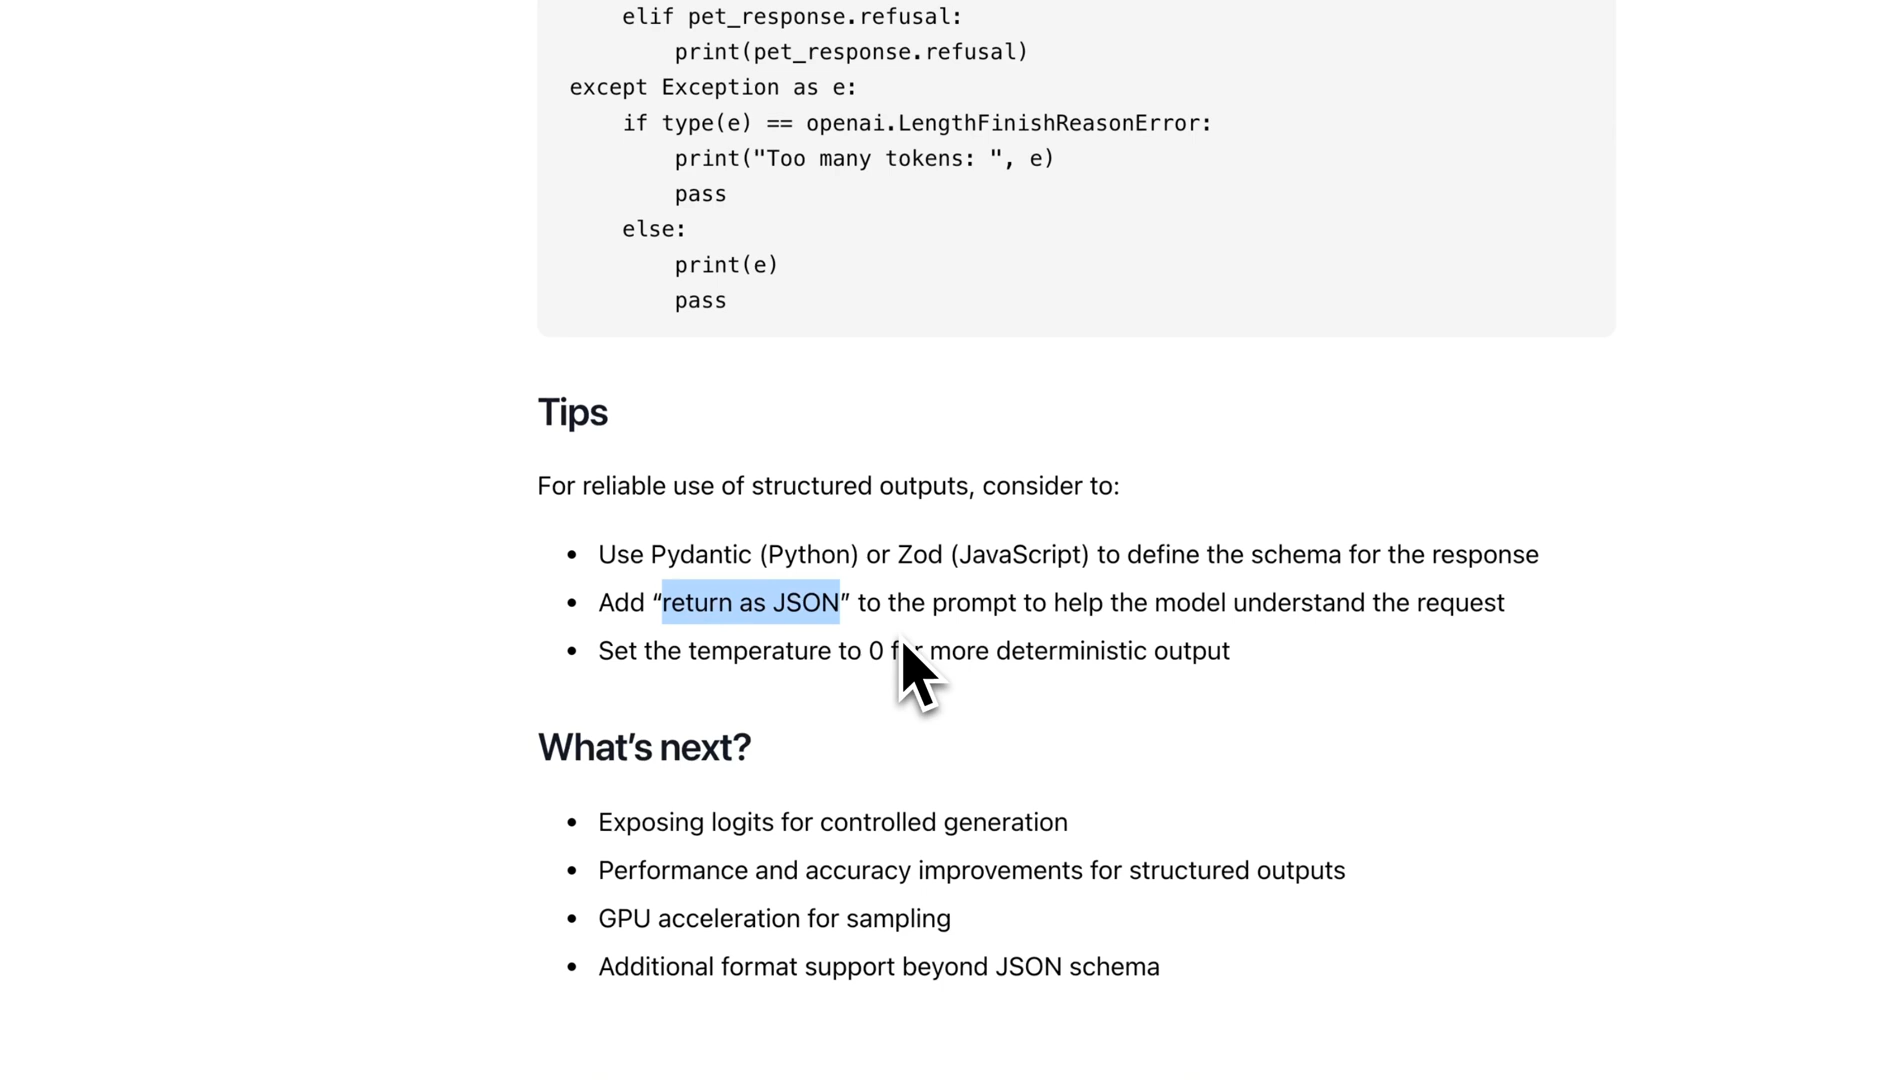 elif pet_response.refusal:
print(pet_response.refusal)
except Exception as e:
if type(e) == openai.LengthFinishReasonError:
print("Too many tokens: ", e)
pass
else:
print(e)
pass
Tips
For reliable use of structured outputs, consider to:
• Use Pydantic (Python) or Zod (JavaScript) to define the schema for the response
• Add “return as JSON” to the prompt to help the model understand the request
• Set the temperature to 0 for more deterministic output
What’s next?
• Exposing logits for controlled generation
• Performance and accuracy improvements for structured outputs
• GPU acceleration for sampling
• Additional format support beyond JSON schema